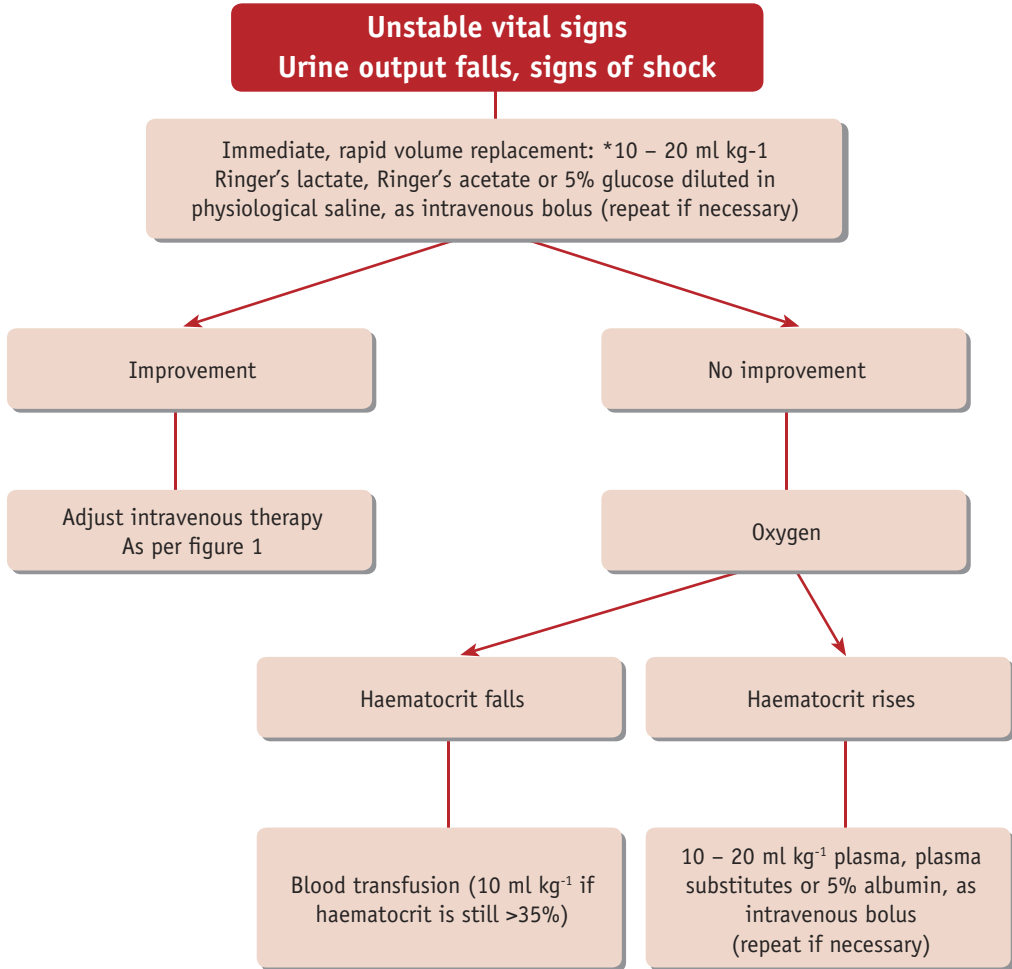 Unstable vital signs
Urine output falls, signs of shock
Immediate, rapid volume replacement: *10 – 20 ml kg-1
Ringer's lactate, Ringer's acetate or 5% glucose diluted in
physiological saline, as intravenous bolus (repeat if necessary)
Improvement
No improvement
Adjust intravenous therapy
As per figure 1
Oxygen
Haematocrit falls
Haematocrit rises
Blood transfusion (10 ml kg⁻¹ if
haematocrit is still >35%)
10 – 20 ml kg⁻¹ plasma, plasma
substitutes or 5% albumin, as
intravenous bolus
(repeat if necessary)